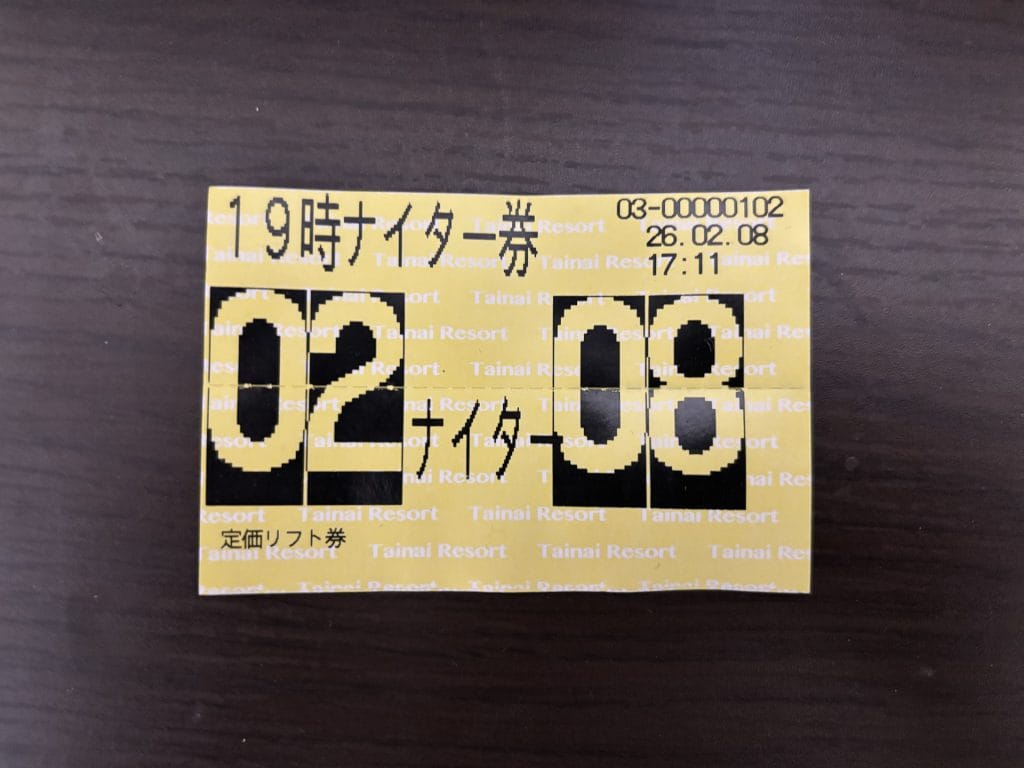 19時ナイター券
03-00000102
26.02.08
17:11
02 ナイター 08
定価リフト券
Tainai Resort